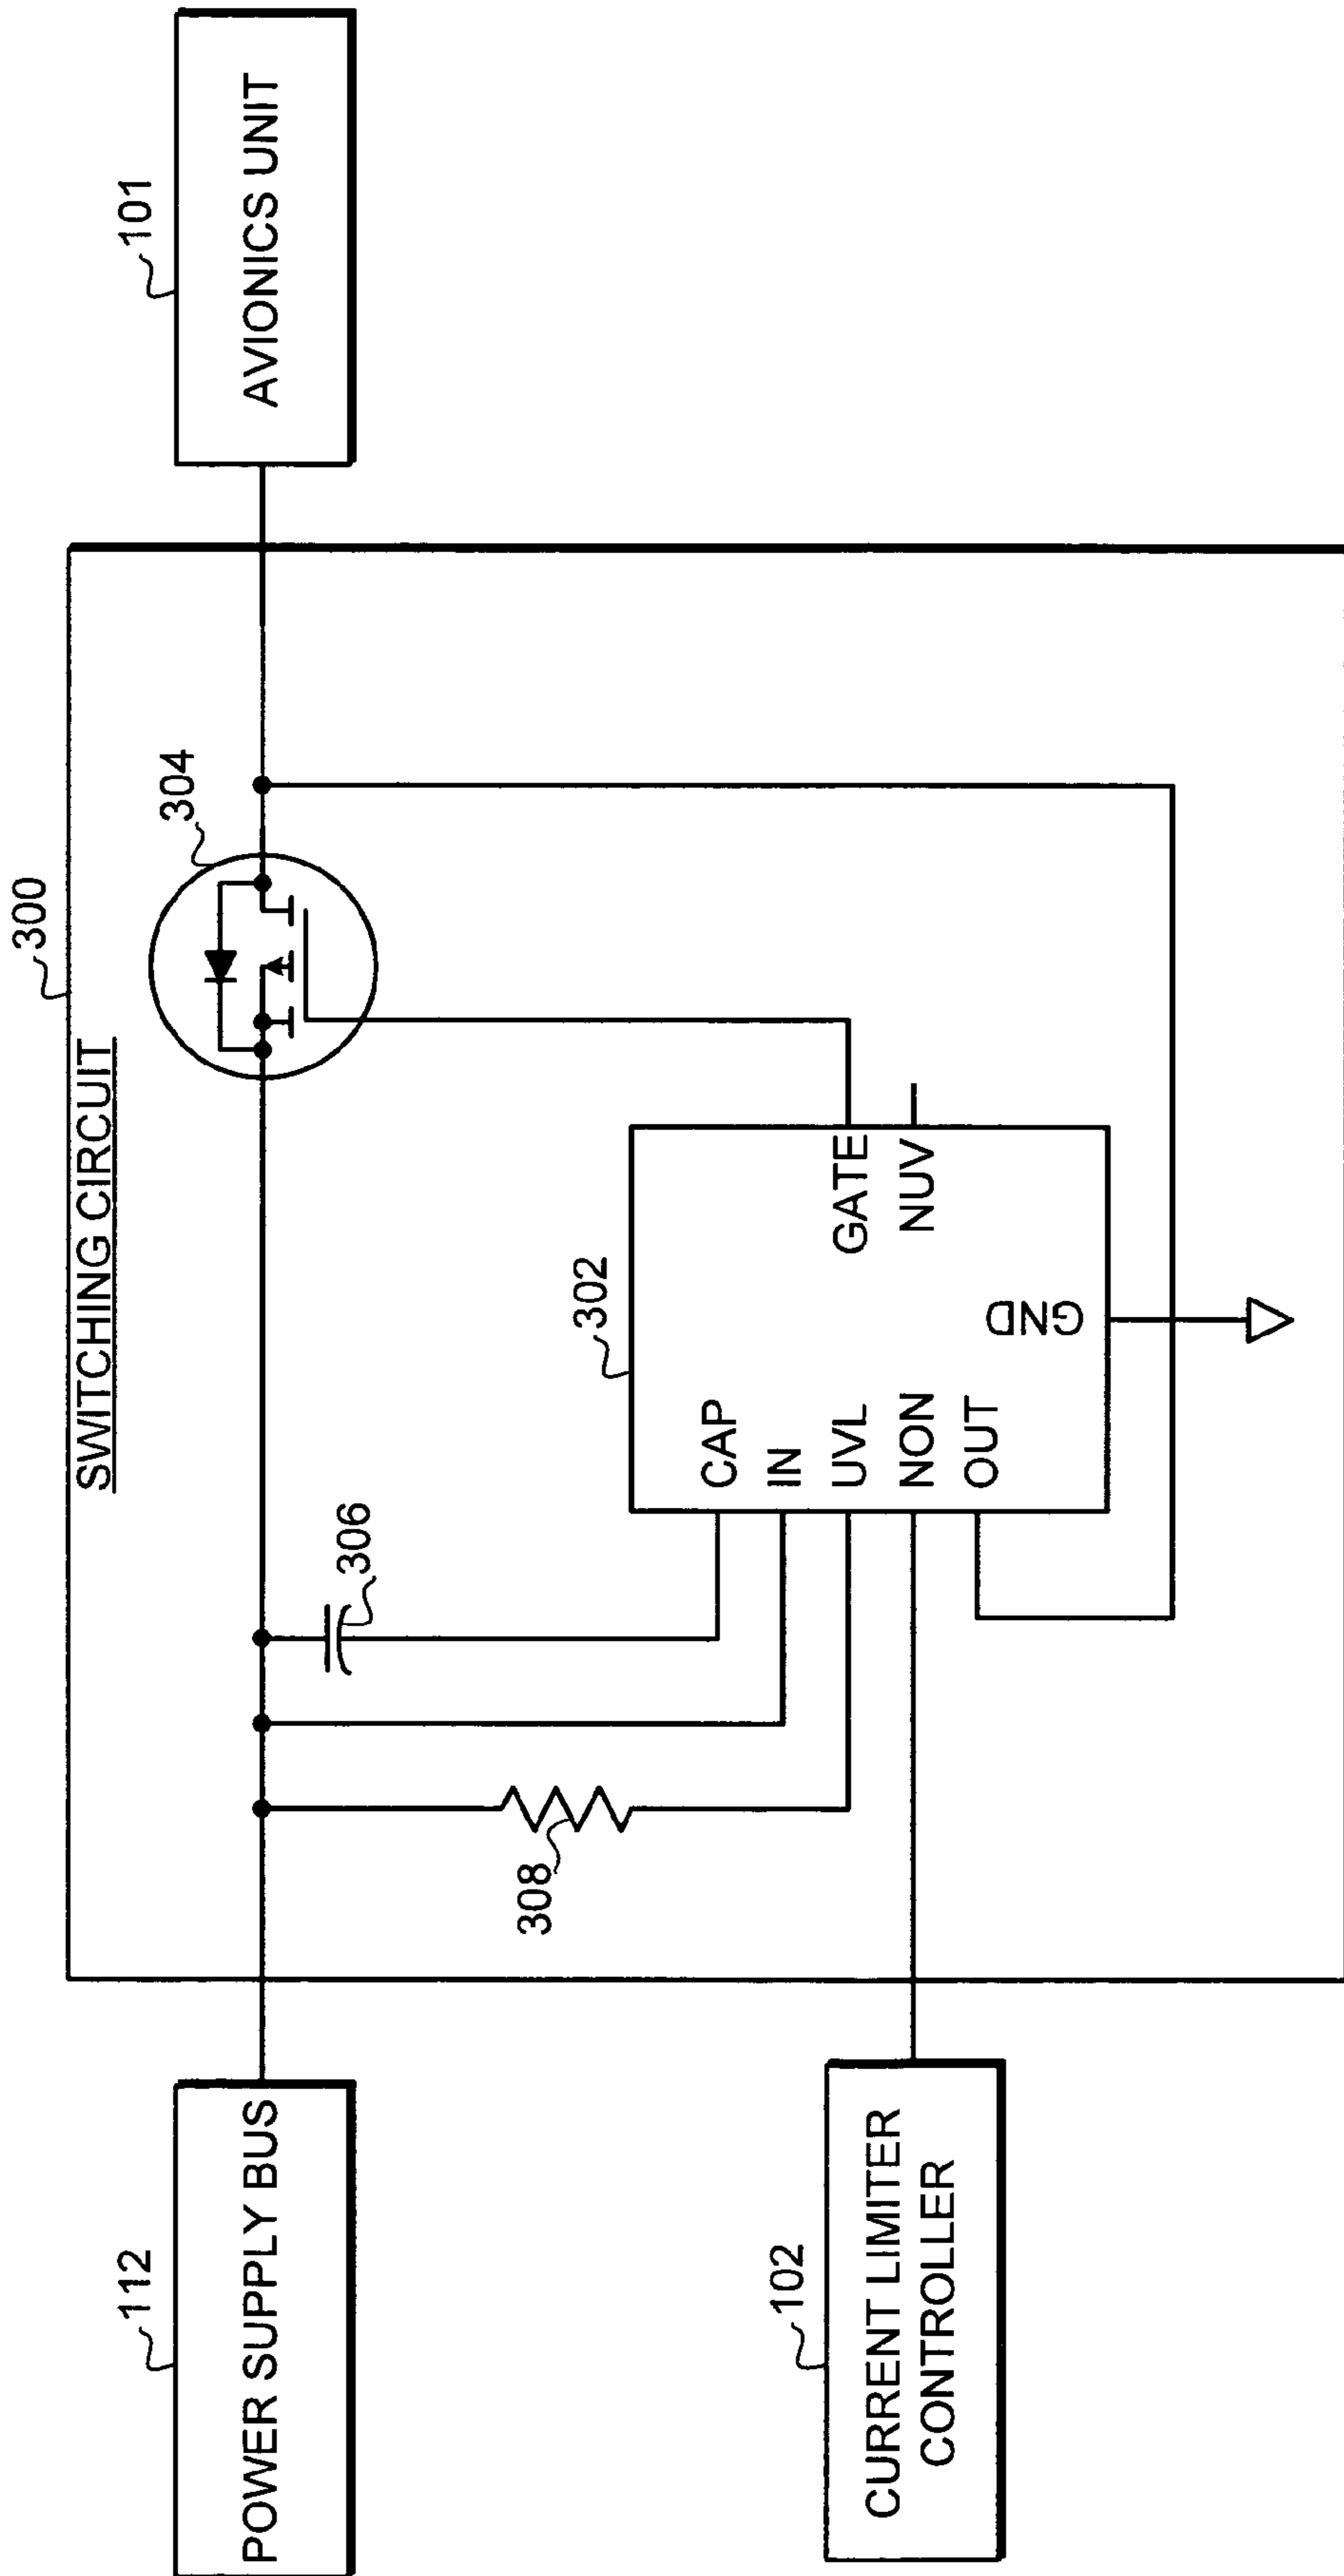 300
SWITCHING CIRCUIT
112
POWER SUPPLY BUS
304
101
AVIONICS UNIT
306
308
302
CAP
IN
UVL
NON
OUT
GATE
NUV
GND
102
CURRENT LIMITER
CONTROLLER